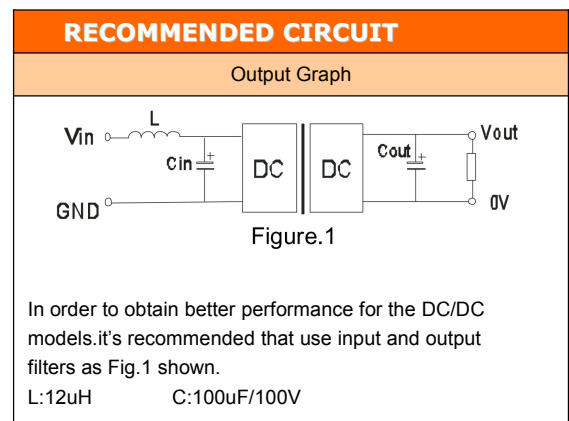 RECOMMENDED CIRCUIT
Output Graph
L
Vin
Cin
+
DC
DC
Cout
+
Vout
GND
0V
Figure.1
In order to obtain better performance for the DC/DC
models.it's recommended that use input and output
filters as Fig.1 shown.
L:12uH C:100uF/100V